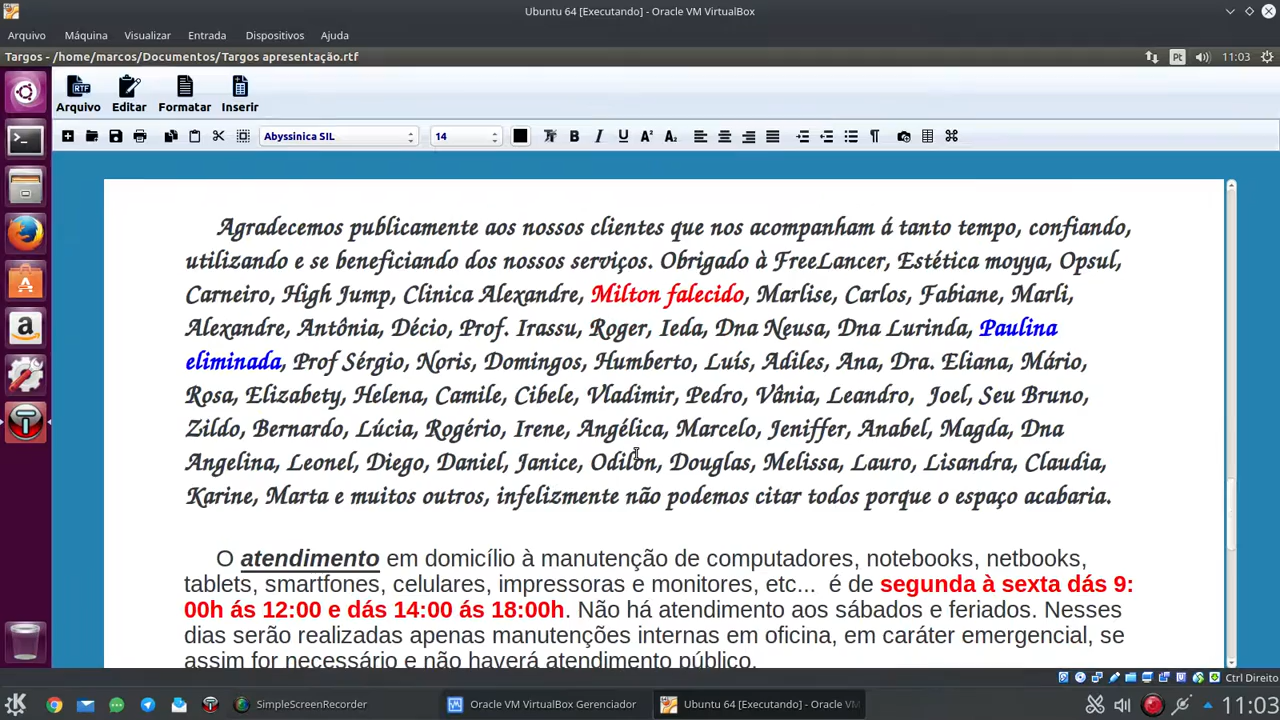 Ubuntu 64 [Executando] - Oracle VM VirtualBox
Arquivo Máquina Visualizar Entrada Dispositivos Ajuda
Targos - /home/marcos/Documentos/Targos apresentação.rtf Pt 11:03
RTF
Arquivo Editar Formatar Inserir
Abyssinica SIL 14
Agradecemos publicamente aos nossos clientes que nos acompanham á tanto tempo, confiando,
utilizando e se beneficiando dos nossos serviços. Obrigado à FreeLancer, Estética moyya, Opsul,
Carneiro, High Jump, Clinica Alexandre, Milton falecido, Marlise, Carlos, Fabiane, Marli,
Alexandre, Antônia, Décio, Prof. Irassu, Roger, Ieda, Dna Neusa, Dna Lurinda, Paulina
eliminada, Prof Sérgio, Noris, Domingos, Humberto, Luís, Adiles, Ana, Dra. Eliana, Mário,
Rosa, Elizabety, Helena, Camile, Cibele, Vladimir, Pedro, Vânia, Leandro, Joel, Seu Bruno,
Zildo, Bernardo, Lúcia, Rogério, Irene, Angélica, Marcelo, Jeniffer, Anabel, Magda, Dna
Angelina, Leonel, Diego, Daniel, Janice, Odilon, Douglas, Melissa, Lauro, Lisandra, Claudia,
Karine, Marta e muitos outros, infelizmente não podemos citar todos porque o espaço acabaria.
O atendimento em domicílio à manutenção de computadores, notebooks, netbooks,
tablets, smartfones, celulares, impressoras e monitores, etc... é de segunda à sexta dás 9:
00h ás 12:00 e dás 14:00 ás 18:00h. Não há atendimento aos sábados e feriados. Nesses
dias serão realizadas apenas manutenções internas em oficina, em caráter emergencial, se
assim for necessário e não haverá atendimento público.
Ctrl Direito
SimpleScreenRecorder Oracle VM VirtualBox Gerenciador Ubuntu 64 [Executando] - Oracle VM 11:03